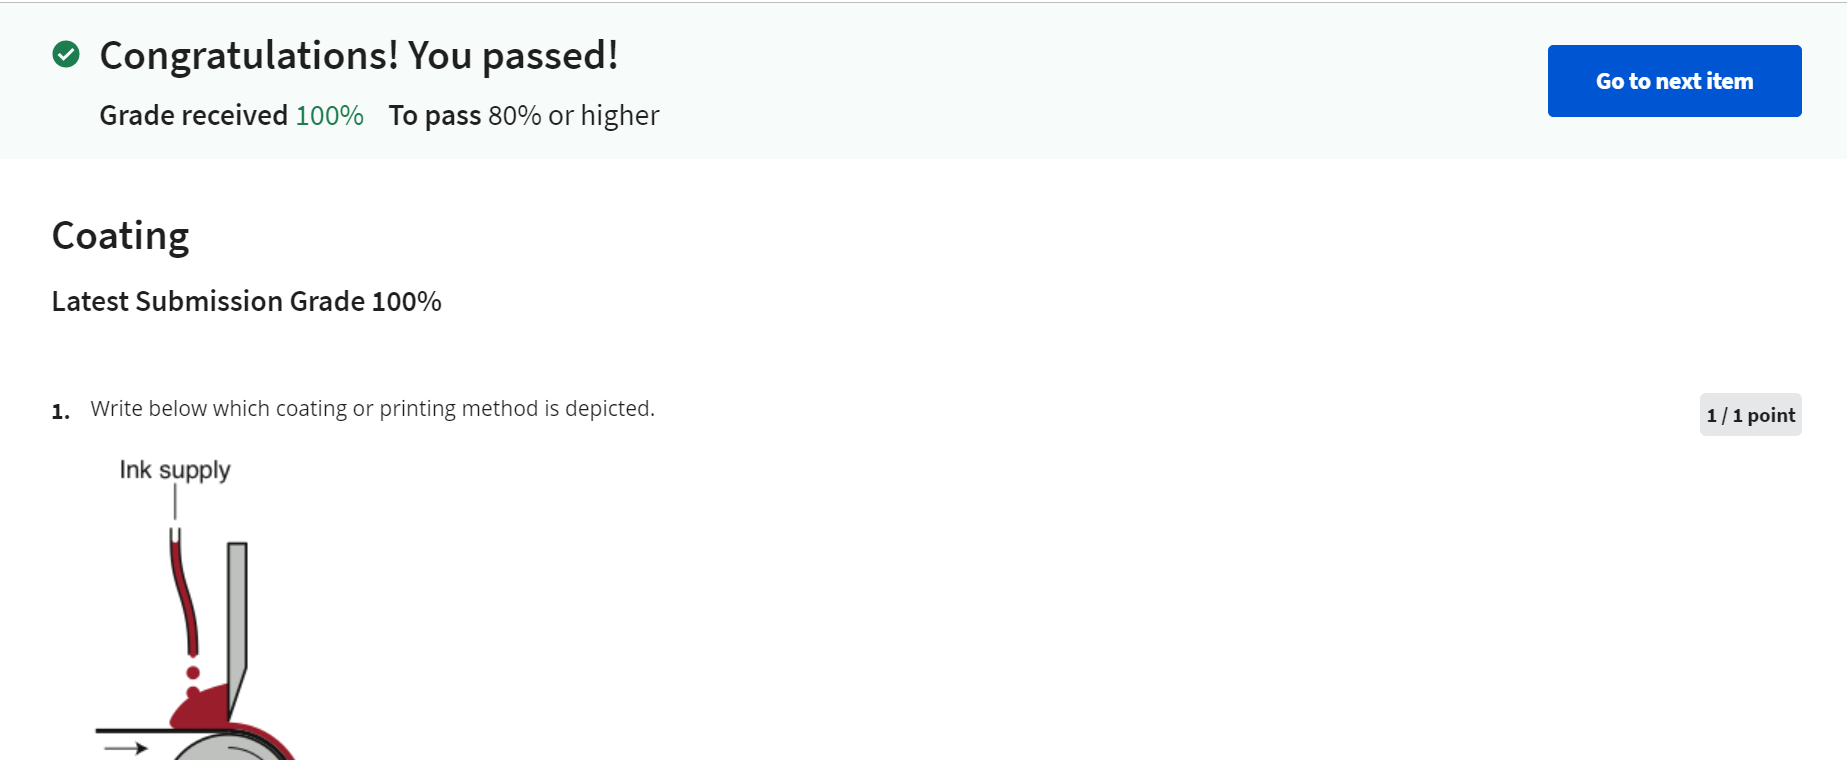 Congratulations! You passed!
Go to next item
Grade received 100% To pass 80% or higher
Coating
Latest Submission Grade 100%
1. Write below which coating or printing method is depicted.
1 / 1 point
Ink supply